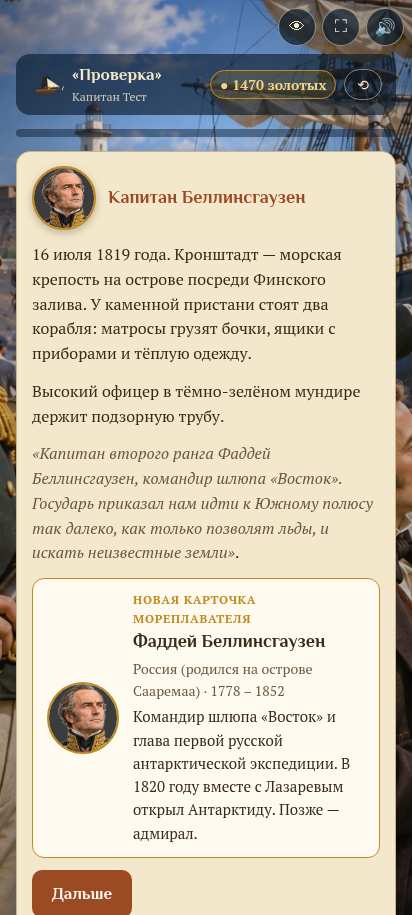 «Проверка»
Капитан Тест
● 1470 золотых
Капитан Беллинсгаузен
16 июля 1819 года. Кронштадт — морская
крепость на острове посреди Финского
залива. У каменной пристани стоят два
корабля: матросы грузят бочки, ящики с
приборами и тёплую одежду.
Высокий офицер в тёмно-зелёном мундире
держит подзорную трубу.
«Капитан второго ранга Фаддей
Беллинсгаузен, командир шлюпа «Восток».
Государь приказал нам идти к Южному полюсу
так далеко, как только позволят льды, и
искать неизвестные земли».
НОВАЯ КАРТОЧКА
МОРЕПЛАВАТЕЛЯ
Фаддей Беллинсгаузен
Россия (родился на острове
Сааремаа) · 1778 – 1852
Командир шлюпа «Восток» и
глава первой русской
антарктической экспедиции. В
1820 году вместе с Лазаревым
открыл Антарктиду. Позже —
адмирал.
Дальше